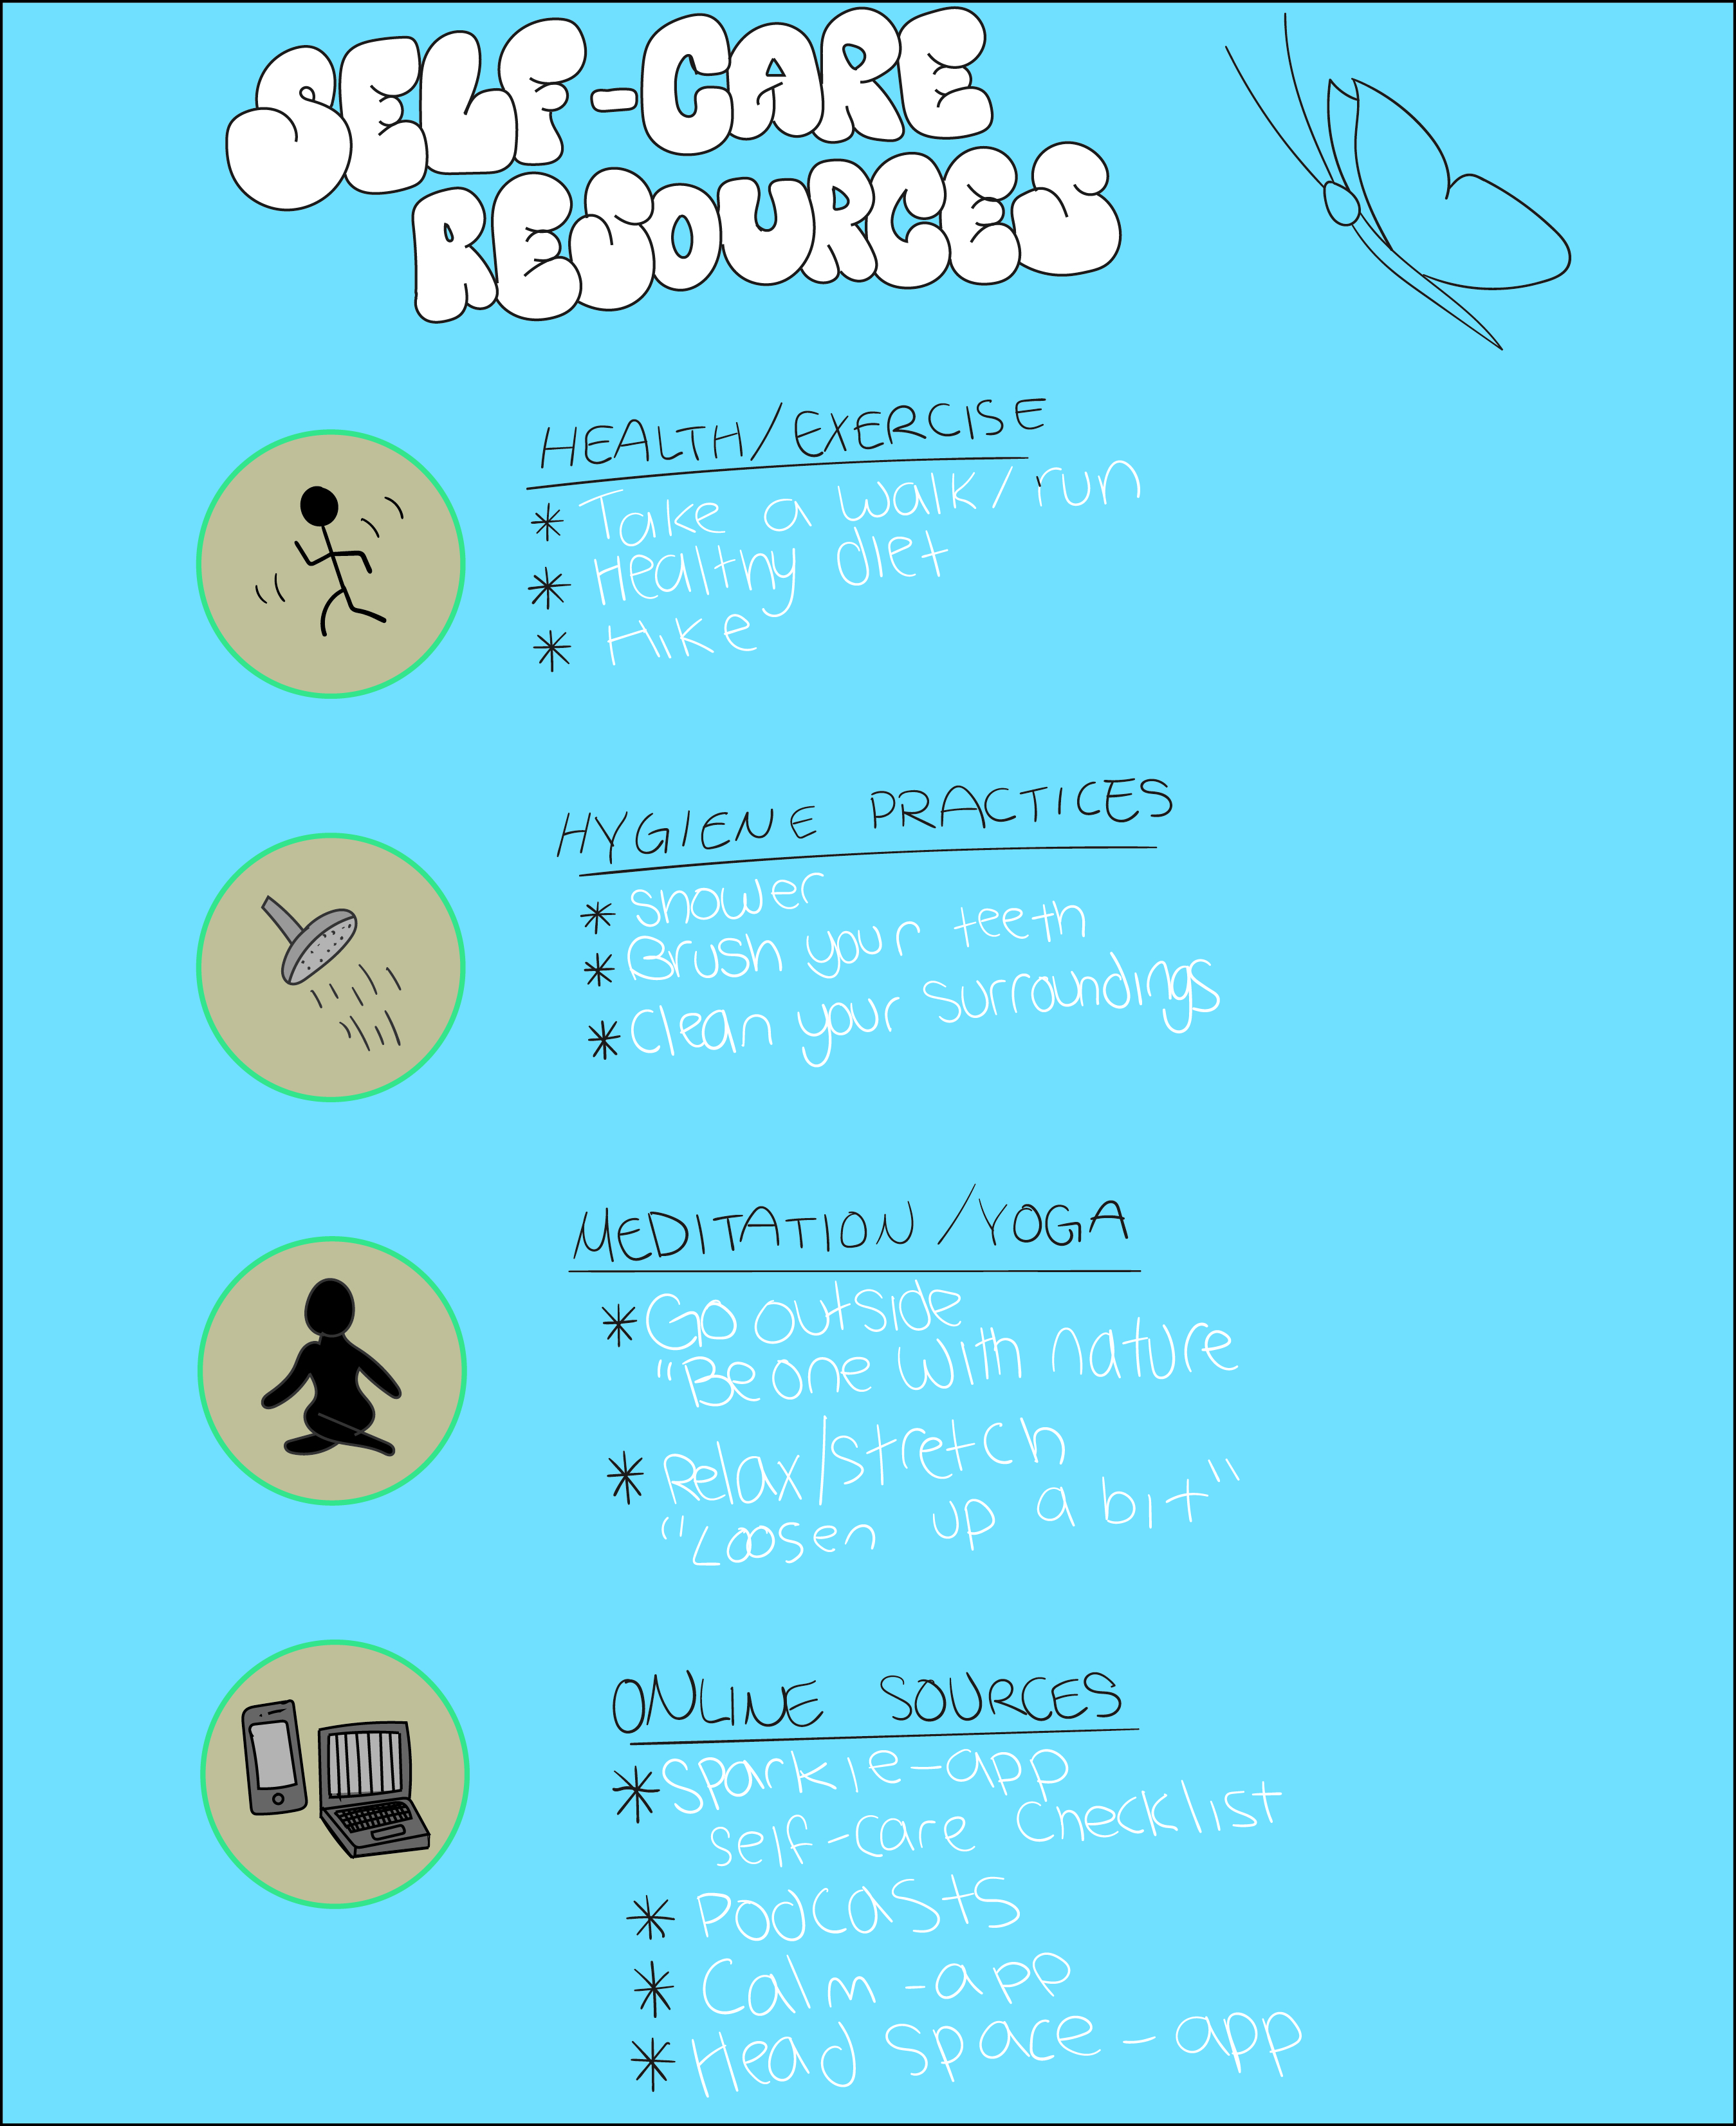 SELF-CARE
RESOURCES
HEALTH/EXERCISE
* Take a walk/run
* Healthy diet
* Hike
HYGIENE PRACTICES
* shower
* Brush your teeth
* Clean your surroundings
MEDITATION/YOGA
* Go outside
"Be one with nature
* Relax/stretch
"Loosen up a bit"
ONLINE SOURCES
* Sparkle-app
self-care checklist
* Podcasts
* Calm-app
* Head space-app